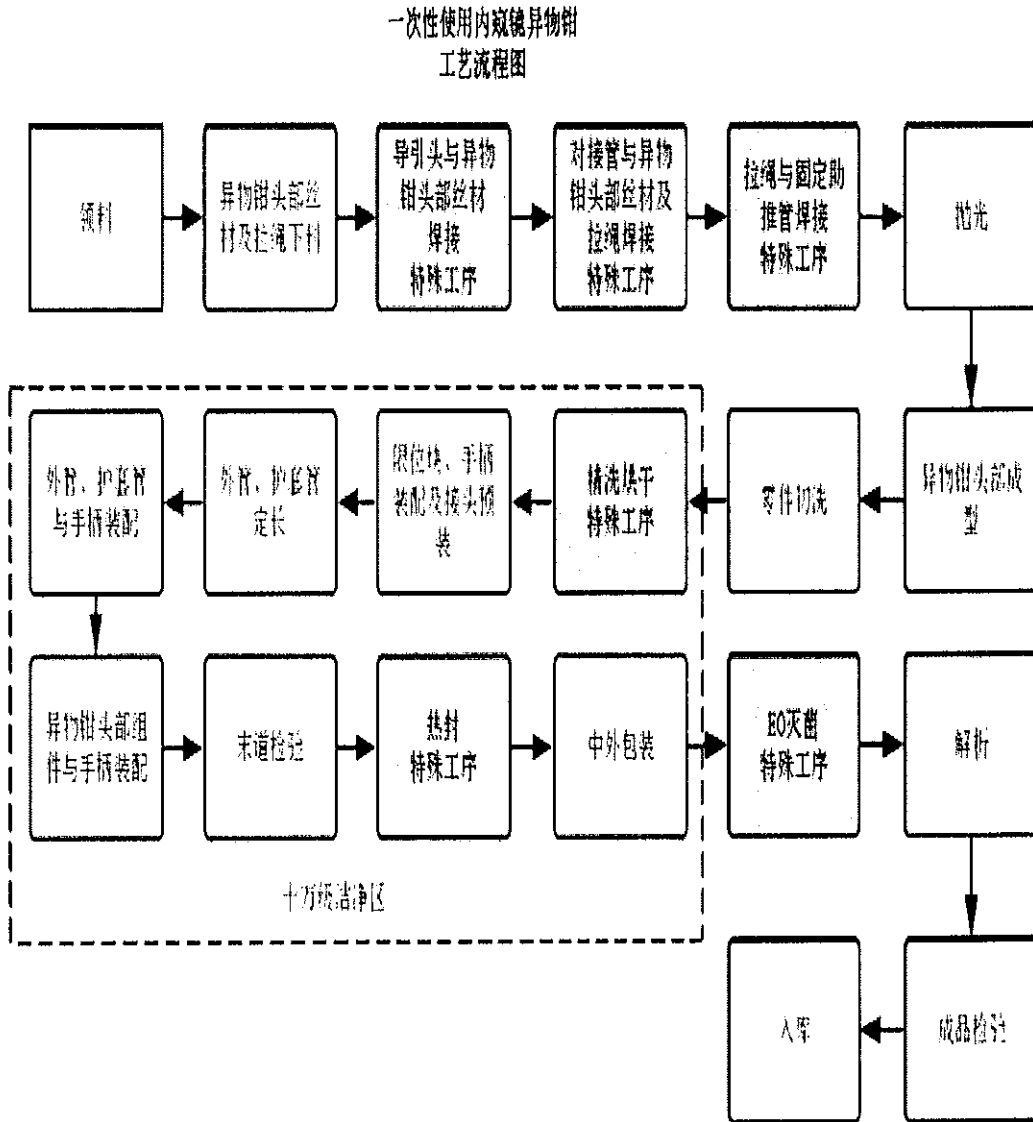 一次性使用内窥镜异物钳
工艺流程图
领料
异物钳头部丝
材及拉绳下料
导引头与异物
钳头部丝材
焊接
特殊工序
对接管与异物
钳头部丝材及
拉绳焊接
特殊工序
拉绳与固定助
推管焊接
特殊工序
抛光
异物钳头部成
型
零件初洗
精洗烘干
特殊工序
限位块、手柄
装配及接头预
装
外管、护套管
定长
外管、护套管
与手柄装配
异物钳头部组
件与手柄装配
末道检验
热封
特殊工序
中外包装
EO灭菌
特殊工序
解析
十万级洁净区
成品检验
入库